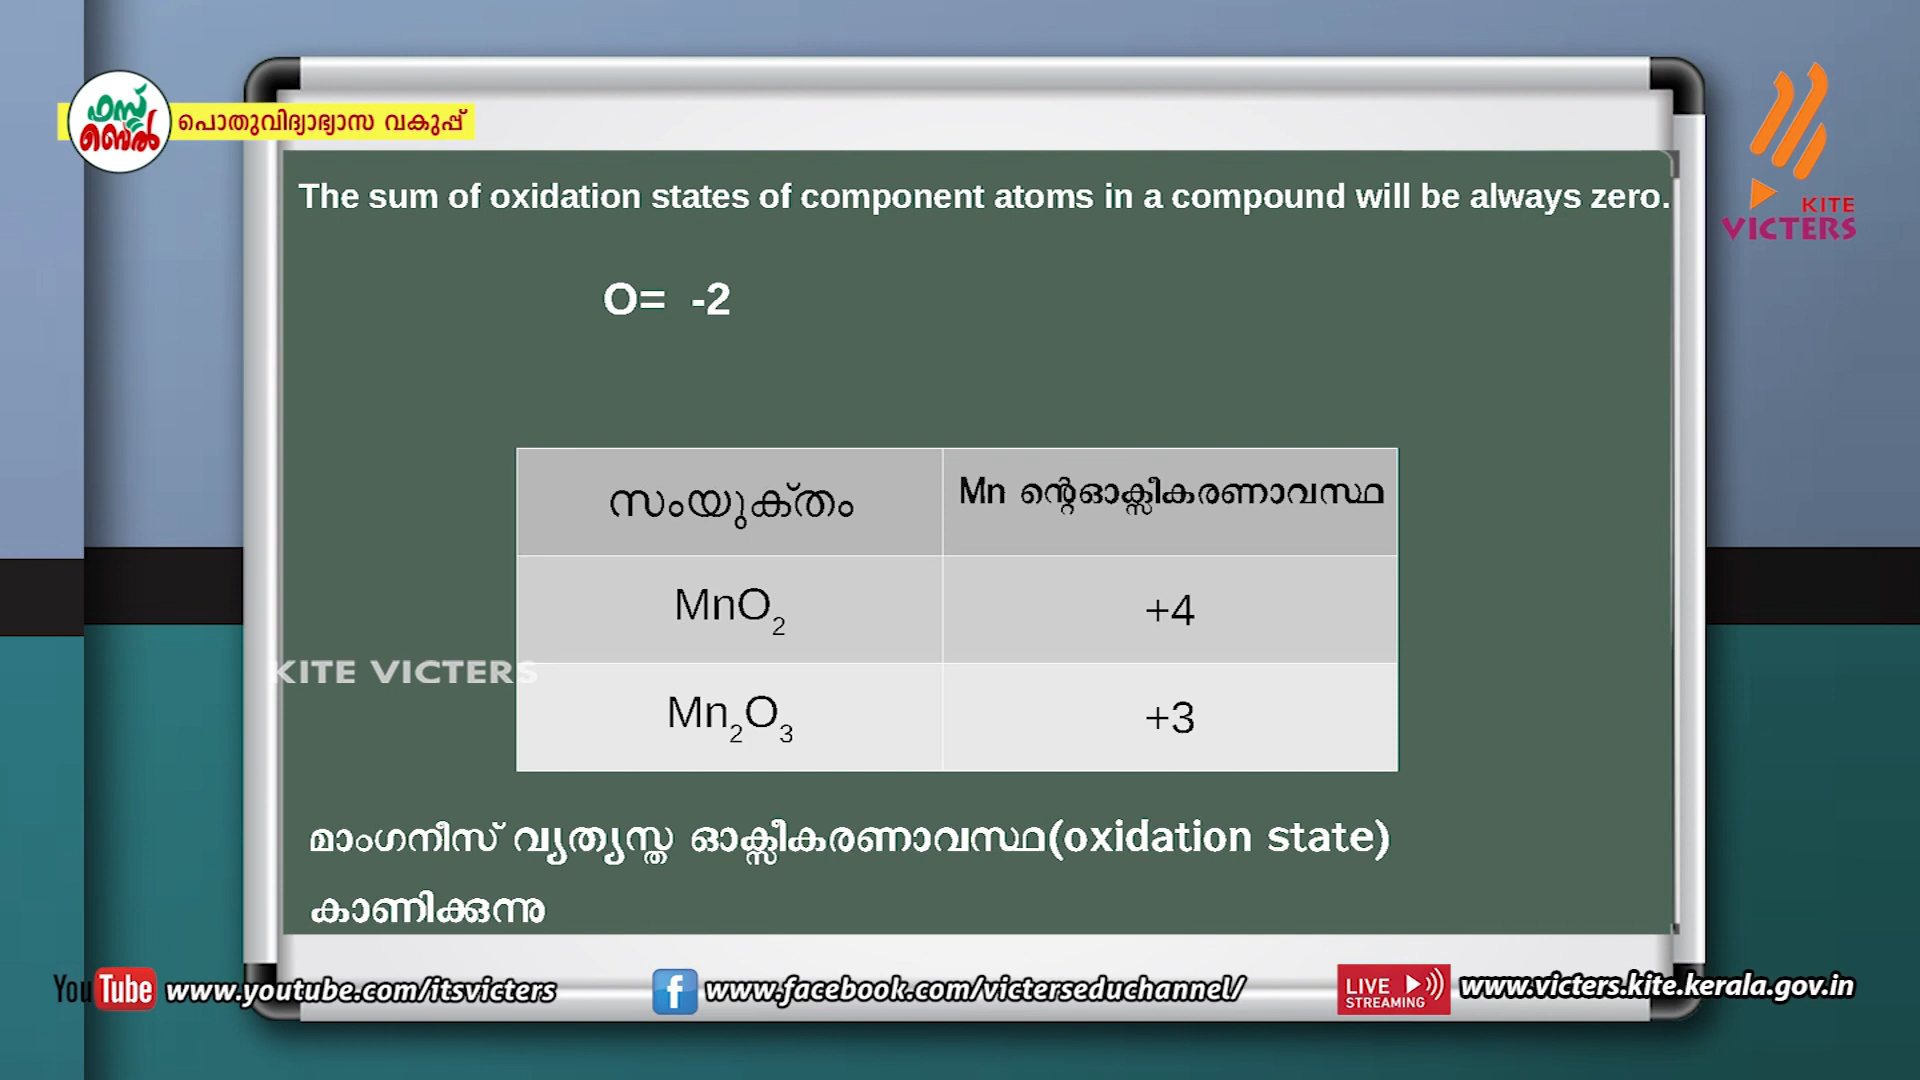 ഫസ്റ്റ്
ബെൽ
പൊതുവിദ്യാഭ്യാസ വകുപ്പ്
KITE
VICTERS
The sum of oxidation states of component atoms in a compound will be always zero.
O= -2
സംയുക്തം
Mn ന്റെഓക്സീകരണാവസ്ഥ
MnO₂
+4
KITE VICTERS
Mn₂O₃
+3
മാംഗനീസ് വ്യത്യസ്ത ഓക്സീകരണാവസ്ഥ(oxidation state)
കാണിക്കുന്നു
YouTube www.youtube.com/itsvicters
f www.facebook.com/victerseduchannel/
LIVE
STREAMING
www.victers.kite.kerala.gov.in